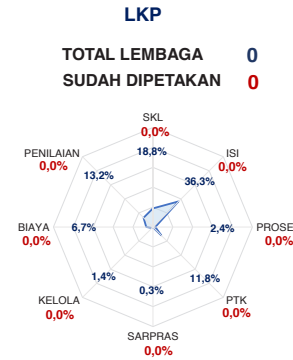 LKP
TOTAL LEMBAGA 0
SUDAH DIPETAKAN 0
SKL
0,0%
18,8%
PENILAIAN
0,0%
13,2%
ISI
0,0%
36,3%
BIAYA
0,0%
6,7%
2,4%
PROSE
0,0%
1,4%
11,8%
0,3%
KELOLA
0,0%
PTK
0,0%
SARPRAS
0,0%